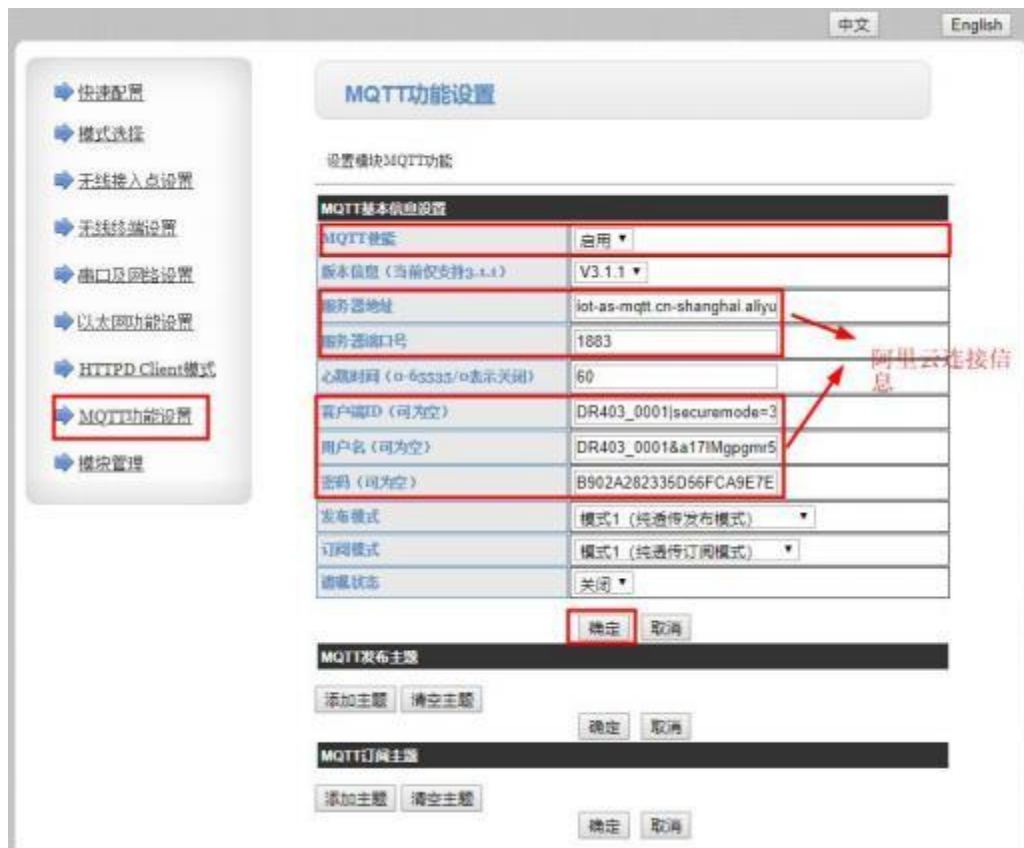 中文
English
快速配置
模式选择
无线接入点设置
无线终端设置
串口及网络设置
以太网功能设置
HTTPD Client模式
MQTT功能设置
模块管理
MQTT功能设置
设置模块MQTT功能
MQTT基本信息设置
MQTT使能 启用
版本信息（当前仅支持3.1.1） V3.1.1
服务器地址 iot-as-mqtt.cn-shanghai.aliyu
服务器端口号 1883
心跳时间（0-65535/0表示关闭） 60
客户端ID（可为空） DR403_0001|securemode=3
用户名（可为空） DR403_0001&a17lMgpgmr5
密码（可为空） B902A282335D56FCA9E7E
发布模式 模式1（纯透传发布模式）
订阅模式 模式1（纯透传订阅模式）
遗嘱状态 关闭
阿里云连接信
息
确定 取消
MQTT发布主题
添加主题 清空主题
确定 取消
MQTT订阅主题
添加主题 清空主题
确定 取消